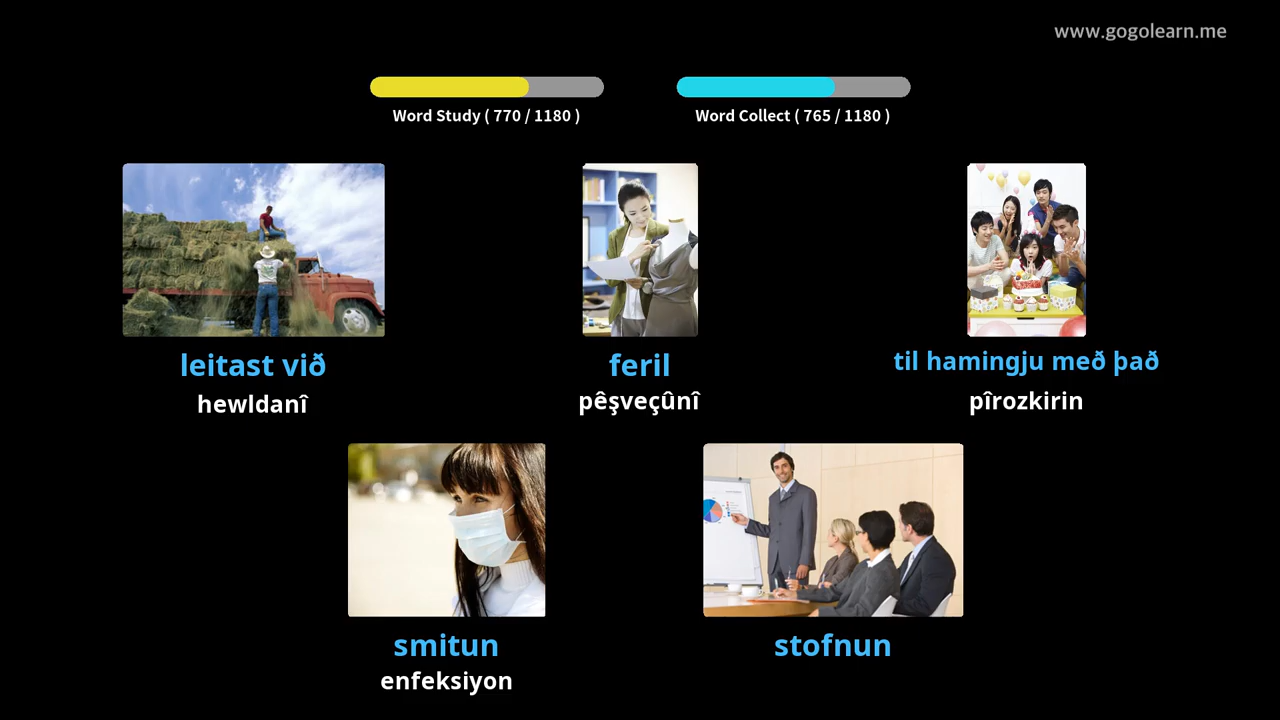 www.gogolearn.me
Word Study ( 770 / 1180 )
Word Collect ( 765 / 1180 )
leitast við
hewldanî
feril
pêşveçûnî
til hamingju með það
pîrozkirin
smitun
enfeksiyon
stofnun